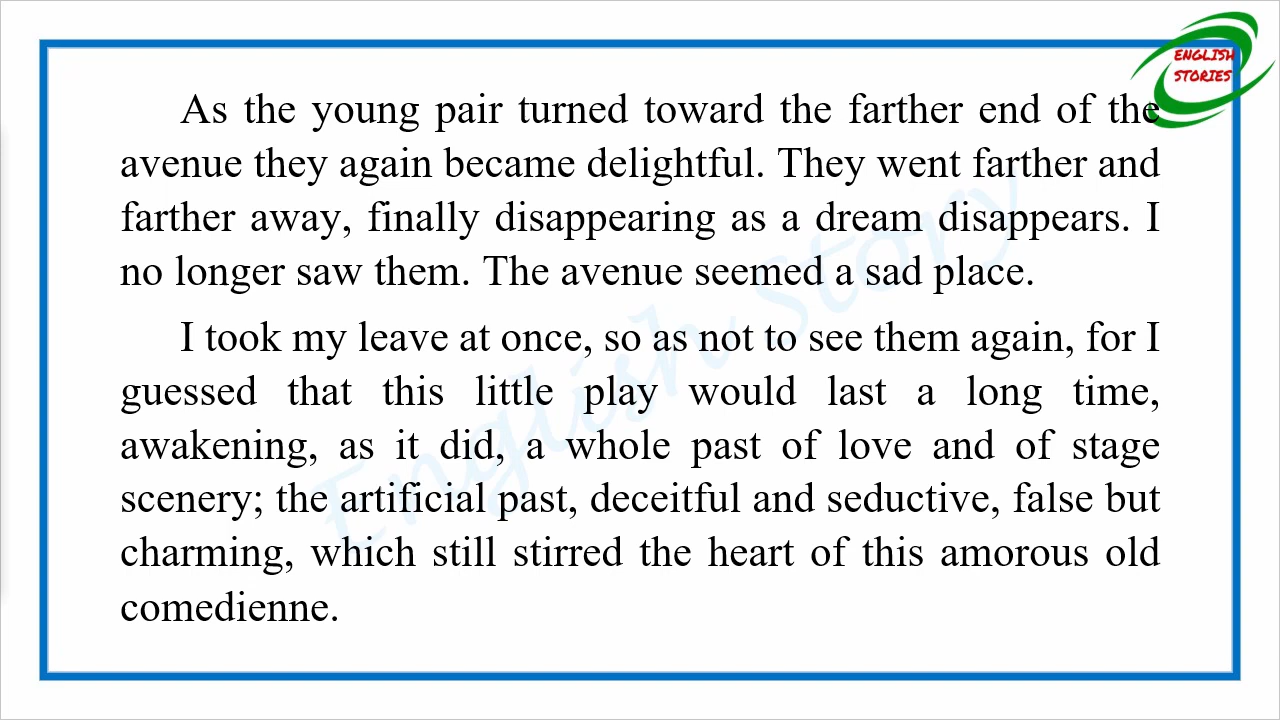 ENGLISH
STORIES
As the young pair turned toward the farther end of the
avenue they again became delightful. They went farther and
farther away, finally disappearing as a dream disappears. I
no longer saw them. The avenue seemed a sad place.
I took my leave at once, so as not to see them again, for I
guessed that this little play would last a long time,
awakening, as it did, a whole past of love and of stage
scenery; the artificial past, deceitful and seductive, false but
charming, which still stirred the heart of this amorous old
comedienne.
English Story